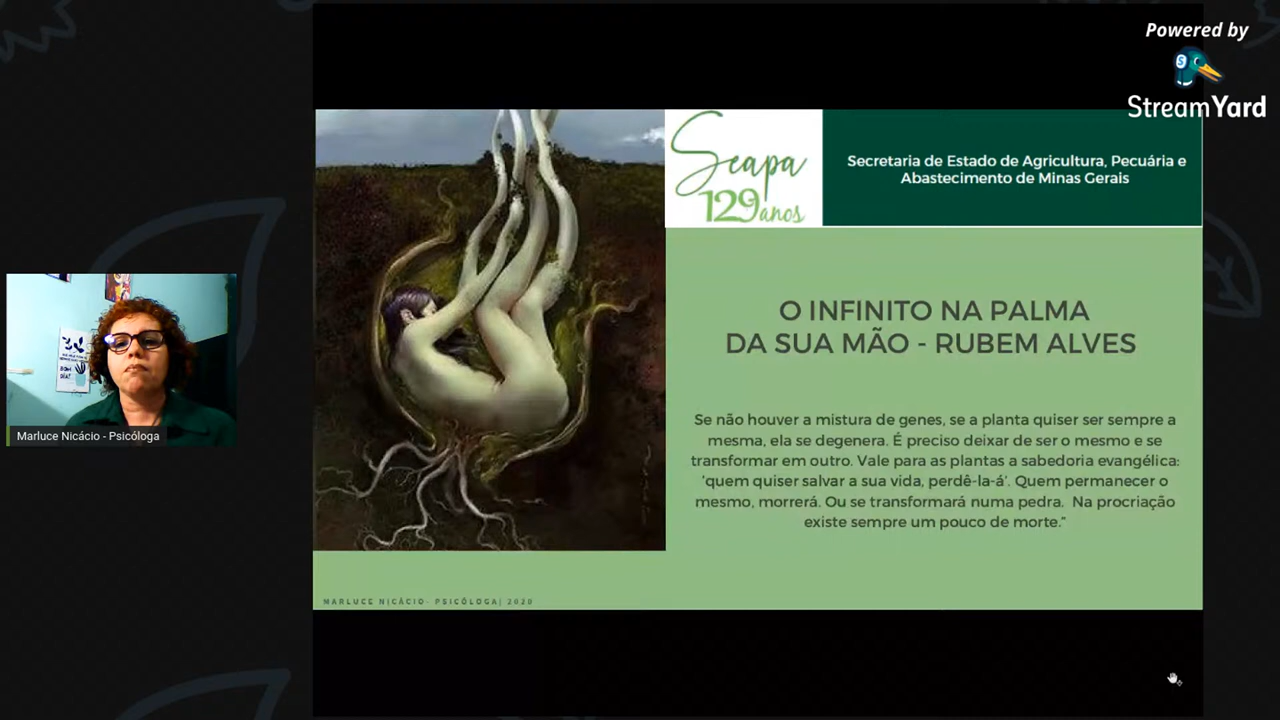 Powered by
StreamYard
Scapa
129 anos
Secretaria de Estado de Agricultura, Pecuária e
Abastecimento de Minas Gerais
O INFINITO NA PALMA
DA SUA MÃO - RUBEM ALVES
Se não houver a mistura de genes, se a planta quiser ser sempre a
mesma, ela se degenera. É preciso deixar de ser o mesmo e se
transformar em outro. Vale para as plantas a sabedoria evangélica:
'quem quiser salvar a sua vida, perdê-la-á'. Quem permanecer o
mesmo, morrerá. Ou se transformará numa pedra. Na procriação
existe sempre um pouco de morte."
MARLUCE NICÁCIO- PSICÓLOGA| 2020
BOM
DIA!
Marluce Nicácio - Psicóloga